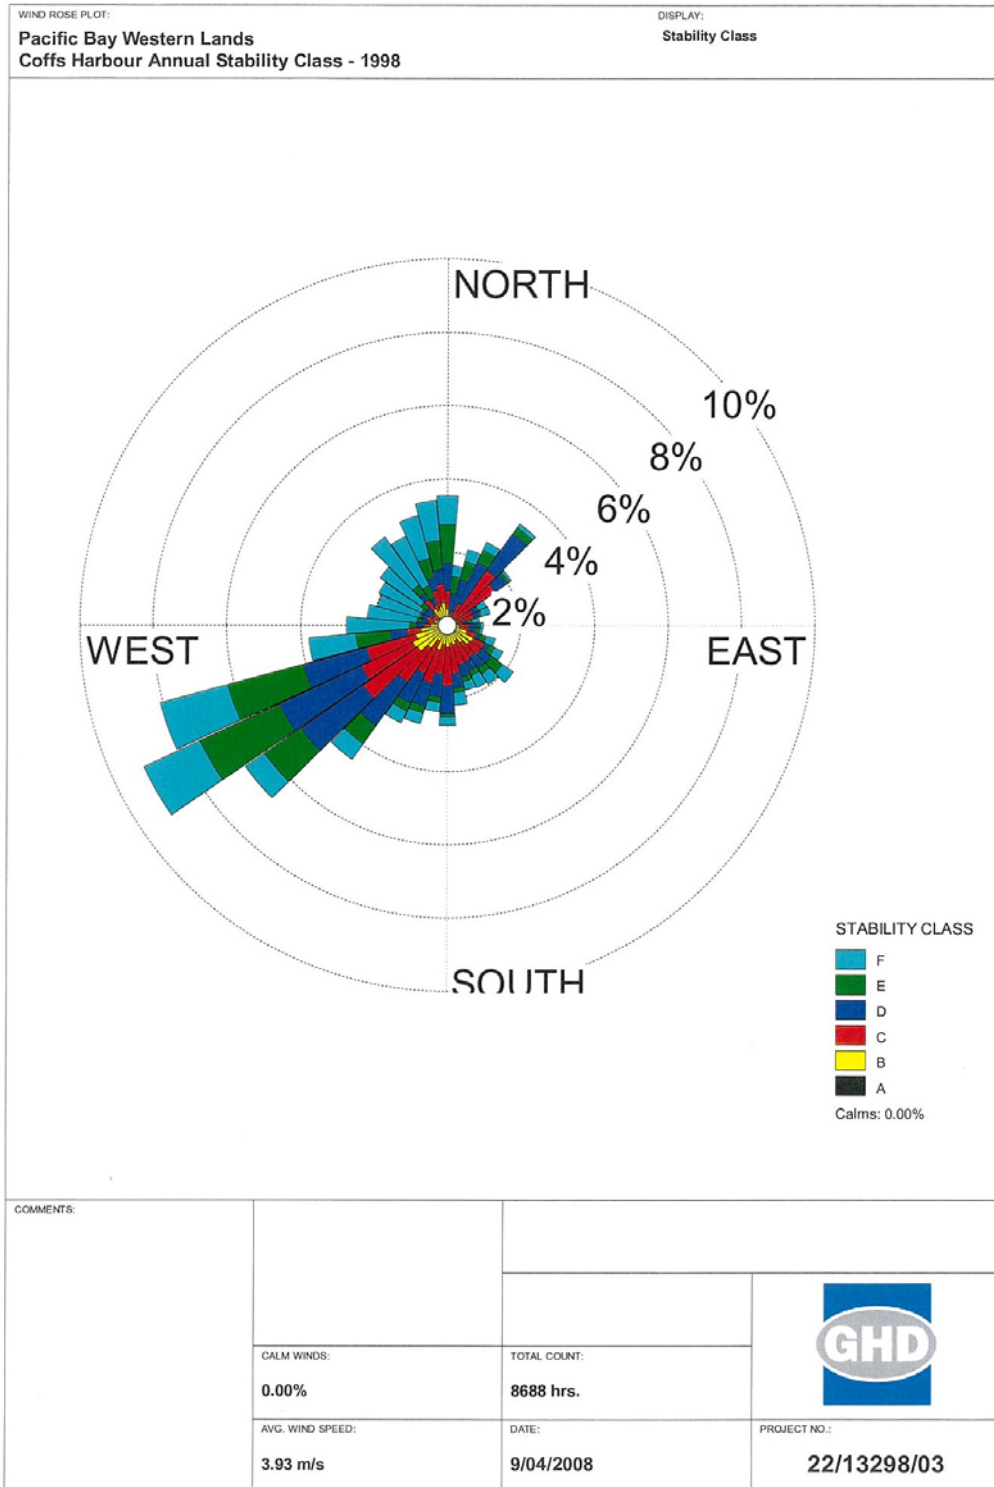 WIND ROSE PLOT:
DISPLAY:
Pacific Bay Western Lands
Stability Class
Coffs Harbour Annual Stability Class - 1998
NORTH
10%
8%
6%
4%
2%
WEST
EAST
SOUTH
STABILITY CLASS
F
E
D
C
B
A
Calms: 0.00%
COMMENTS:
GHD
CALM WINDS:
TOTAL COUNT:
0.00%
8688 hrs.
AVG. WIND SPEED:
DATE:
PROJECT NO.:
3.93 m/s
9/04/2008
22/13298/03